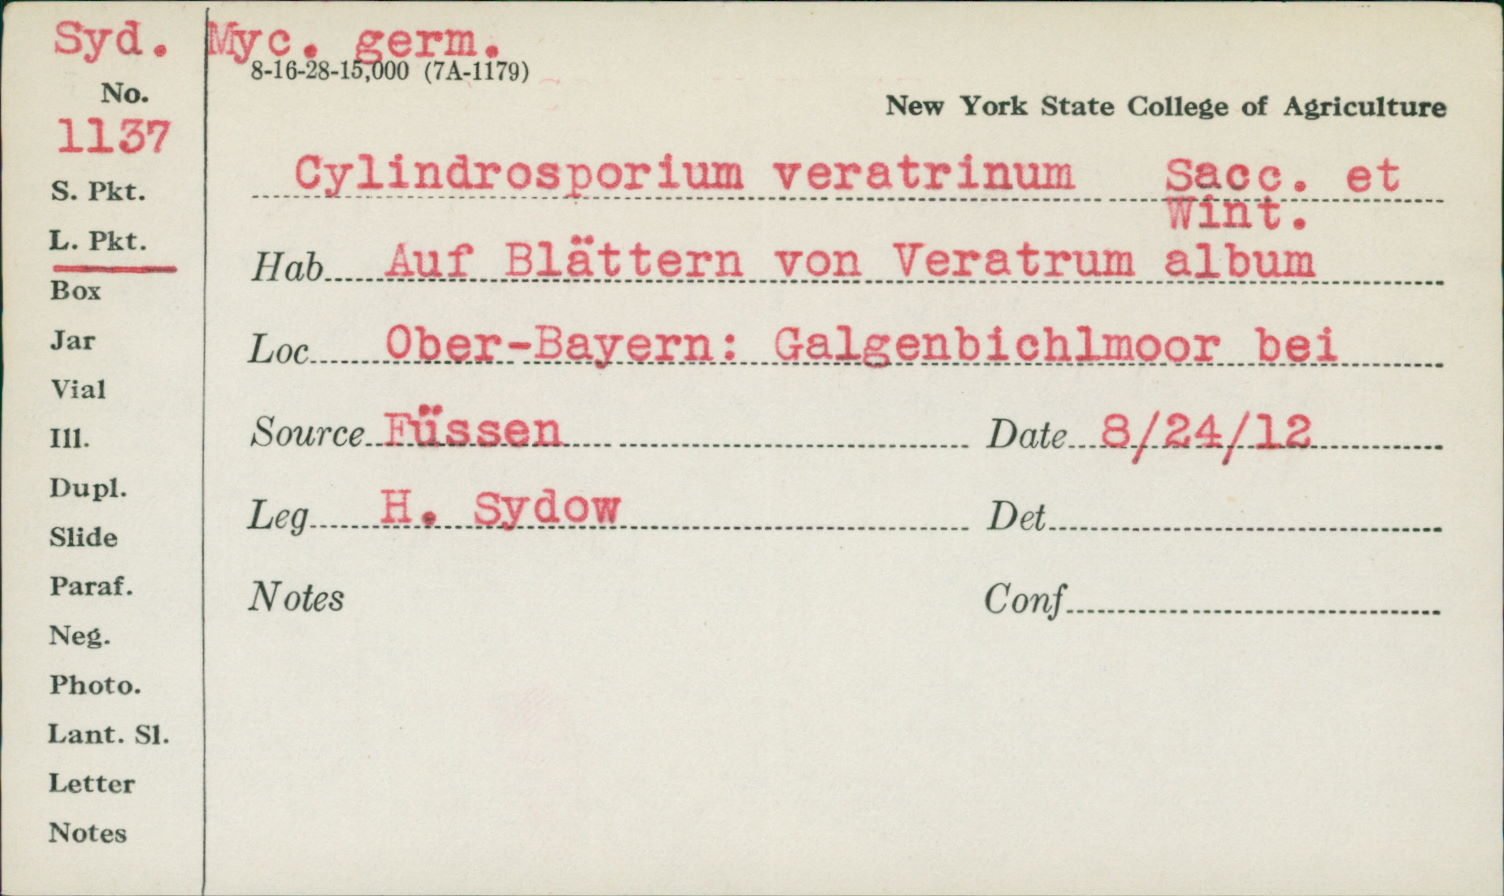 Syd. Myc. germ.
8-16-28-15,000 (7A-1179)
No.
1137
New York State College of Agriculture
Cylindrosporium veratrinum Sacc. et
Wint.
S. Pkt.
L. Pkt.
Hab Auf Blättern von Veratrum album
Box
Jar
Loc Ober-Bayern: Galgenbichlmoor bei
Vial
Ill.
Source Füssen Date 8/24/12
Dupl.
Slide
Leg H. Sydow Det
Paraf.
Notes Conf
Neg.
Photo.
Lant. Sl.
Letter
Notes